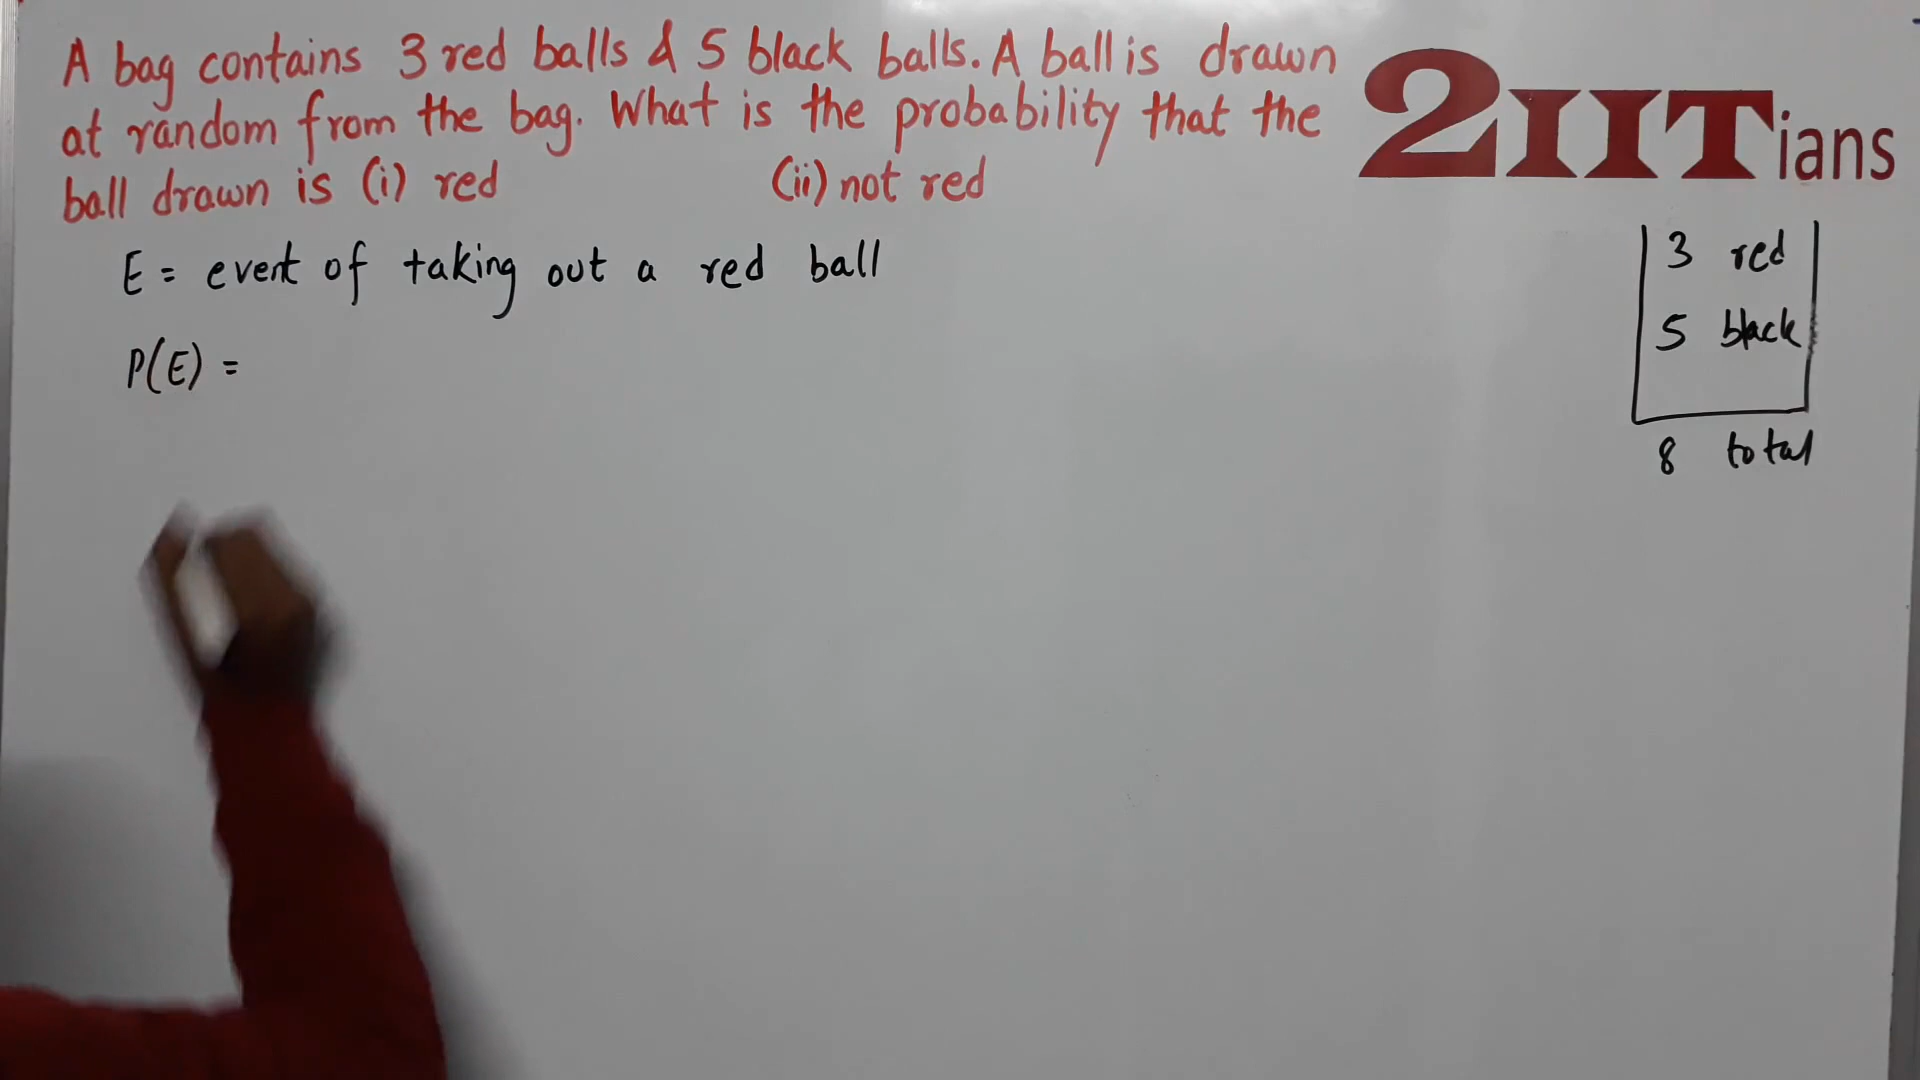 A bag contains 3 red balls & 5 black balls. A ball is drawn
at random from the bag. What is the probability that the
ball drawn is (i) red (ii) not red
2IITians
E = event of taking out a red ball
P(E) =
3 red
5 black
8 total